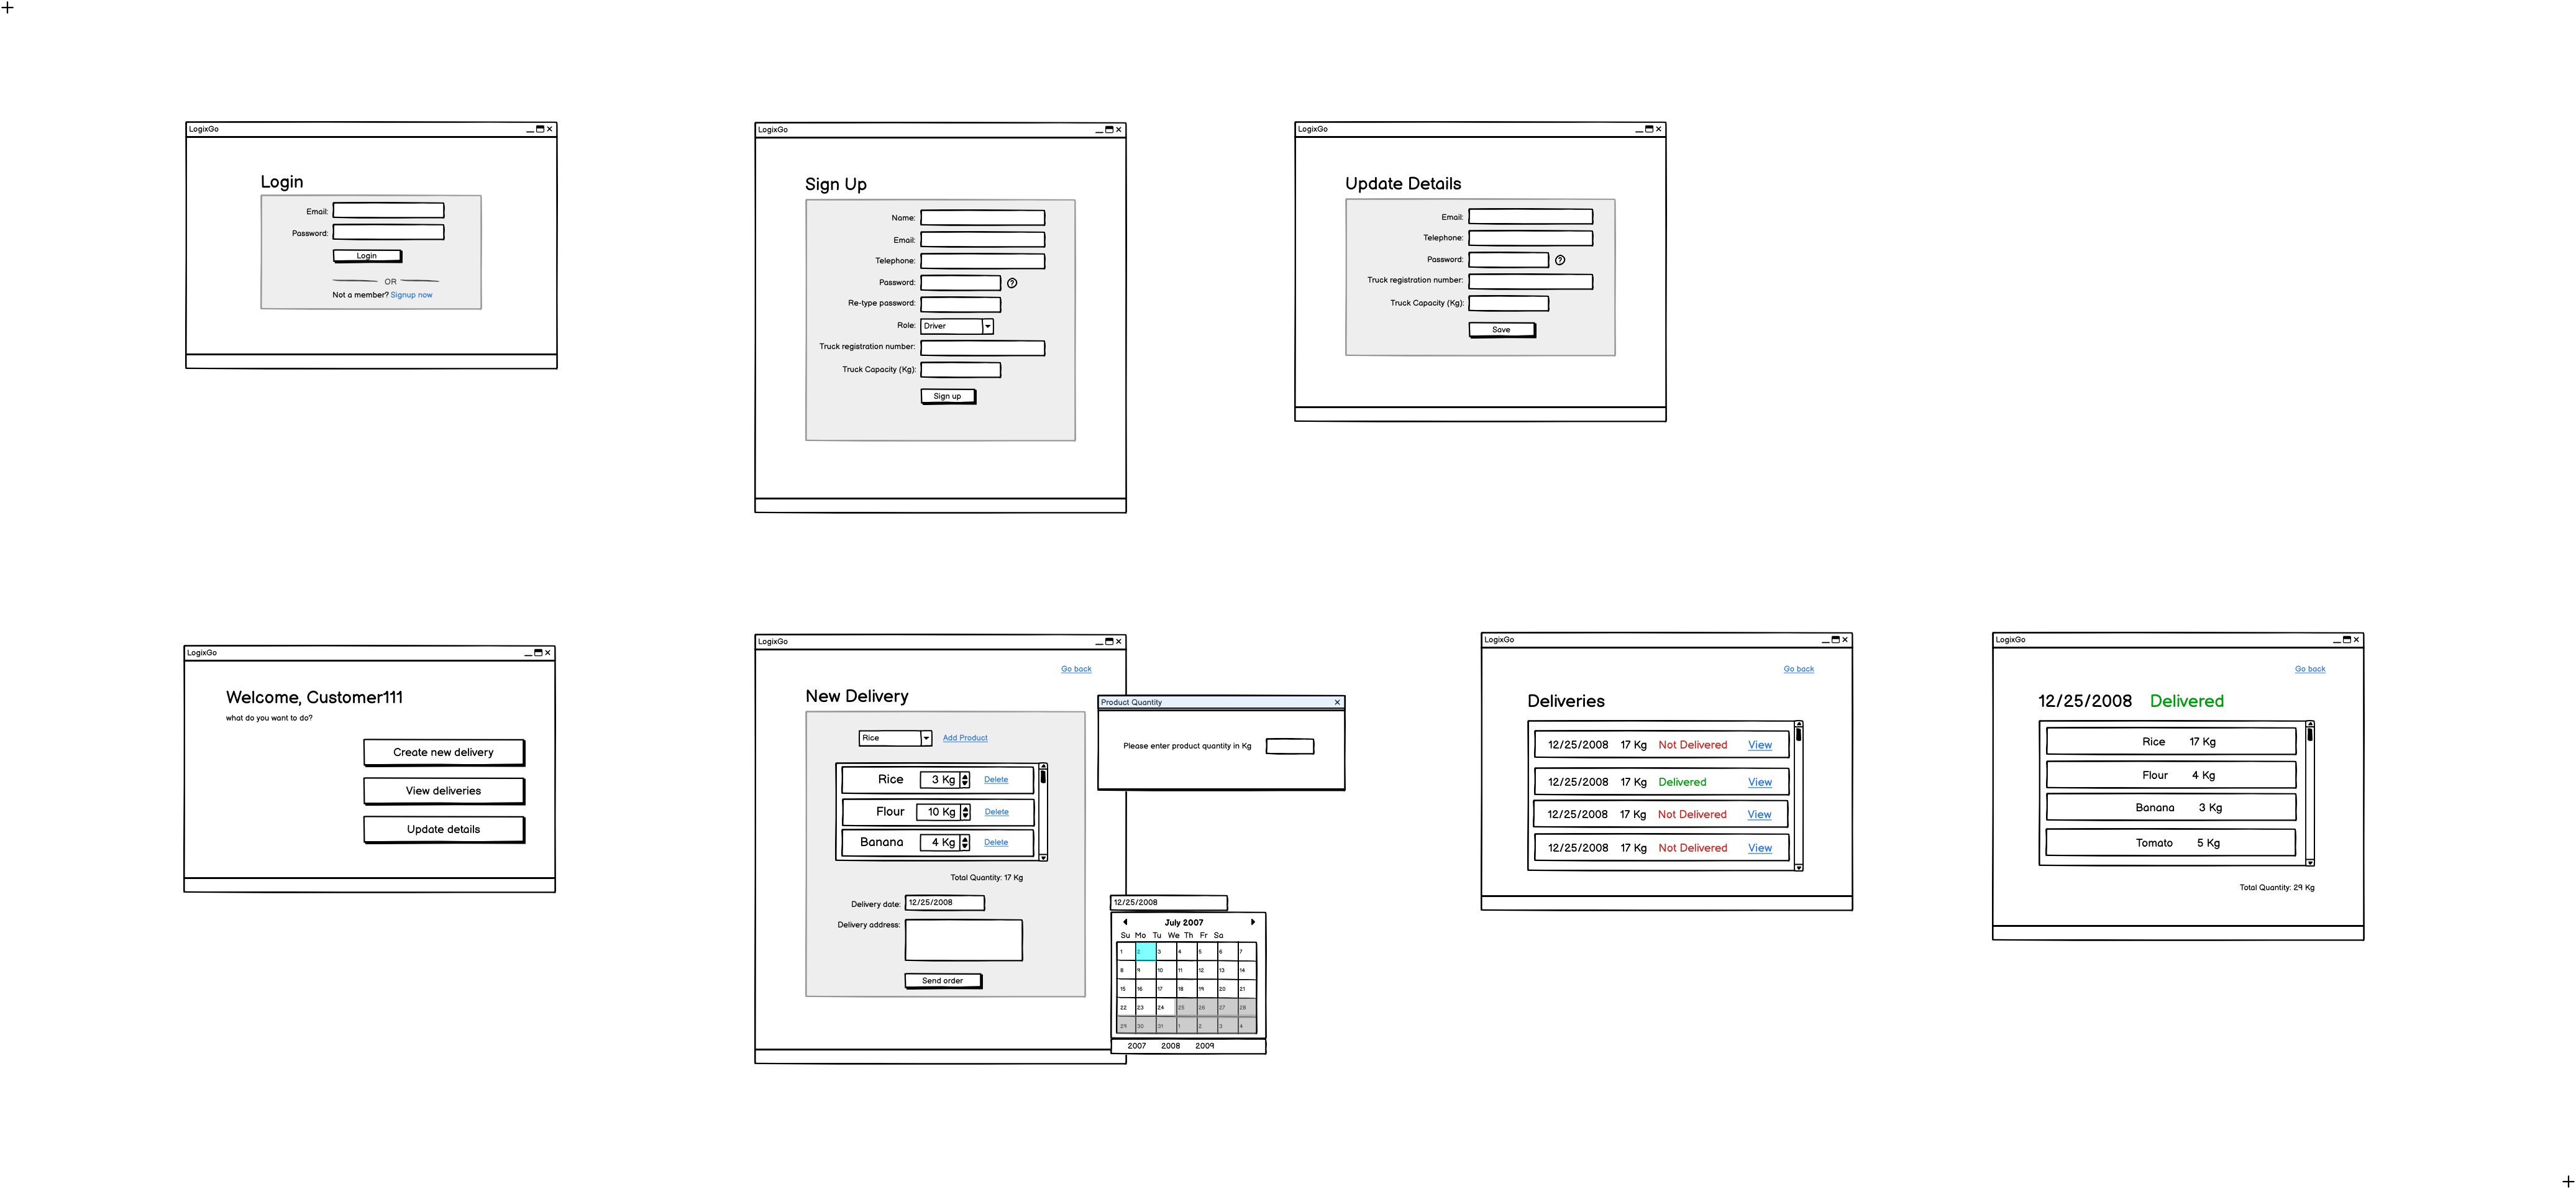 LogixGo
Login
Email:
Password:
Login
OR
Not a member? Signup now
LogixGo
Sign Up
Name:
Email:
Telephone:
Password: ?
Re-type password:
Role: Driver
Truck registration number:
Truck Capacity (Kg):
Sign up
LogixGo
Update Details
Email:
Telephone:
Password: ?
Truck registration number:
Truck Capacity (Kg):
Save
LogixGo
Welcome, Customer111
what do you want to do?
Create new delivery
View deliveries
Update details
LogixGo
Go back
New Delivery
Rice Add Product
Rice 3 Kg Delete
Flour 10 Kg Delete
Banana 4 Kg Delete
Total Quantity: 17 Kg
Delivery date: 12/25/2008
Delivery address:
Send order
Product Quantity
Please enter product quantity in Kg
12/25/2008
July 2007
Su Mo Tu We Th Fr Sa
1 2 3 4 5 6 7
8 9 10 11 12 13 14
15 16 17 18 19 20 21
22 23 24 25 26 27 28
29 30 31 1 2 3 4
2007 2008 2009
LogixGo
Go back
Deliveries
12/25/2008 17 Kg Not Delivered View
12/25/2008 17 Kg Delivered View
12/25/2008 17 Kg Not Delivered View
12/25/2008 17 Kg Not Delivered View
LogixGo
Go back
12/25/2008 Delivered
Rice 17 Kg
Flour 4 Kg
Banana 3 Kg
Tomato 5 Kg
Total Quantity: 29 Kg